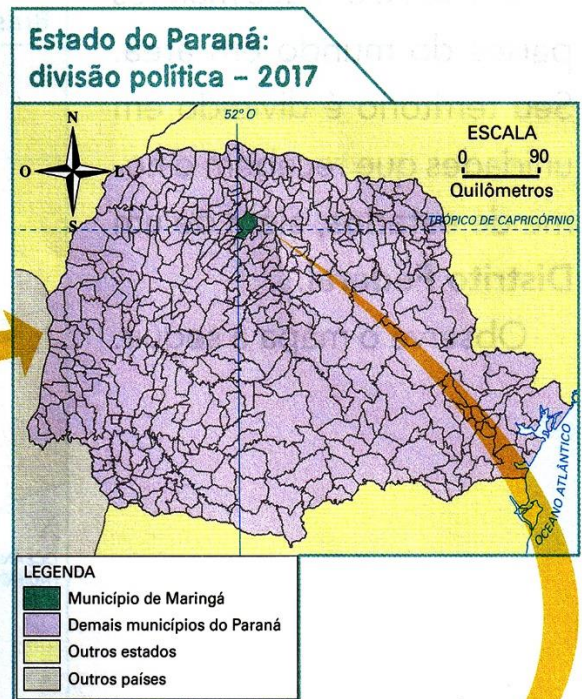 Estado do Paraná:
divisão política – 2017
52º O
N
O
L
S
ESCALA
0 90
Quilômetros
TRÓPICO DE CAPRICÓRNIO
OCEANO ATLÂNTICO
LEGENDA
Município de Maringá
Demais municípios do Paraná
Outros estados
Outros países